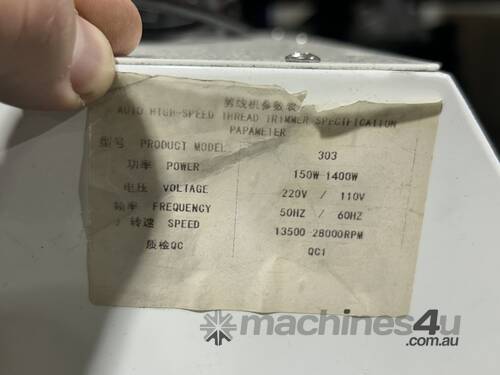 剪线机参数表
AUTO HIGH-SPEED THREAD TRIMMER SPECIFICATION
PAPAMETER
型号 PRODUCT MODEL 303
功率 POWER 150W-1400W
电压 VOLTAGE 220V / 110V
频率 FREQUENCY 50HZ / 60HZ
转速 SPEED 13500-28000RPM
质检QC QC1
machines4u
.com.au